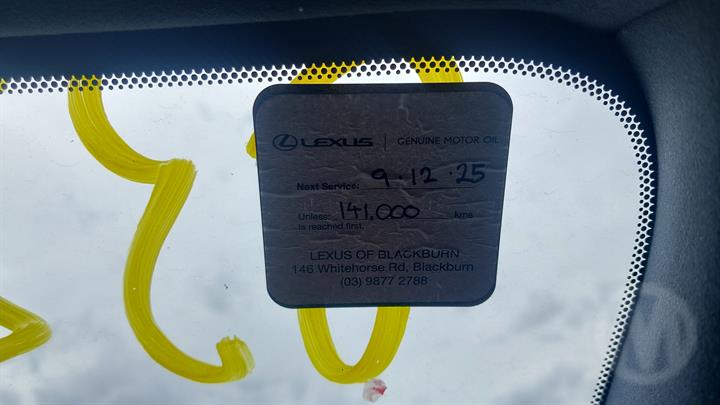 LEXUS | GENUINE MOTOR OIL
Next Service: 9.12.25
Unless: 141,000 kms
is reached first.
LEXUS OF BLACKBURN
146 Whitehorse Rd, Blackburn
(03) 9877 2788